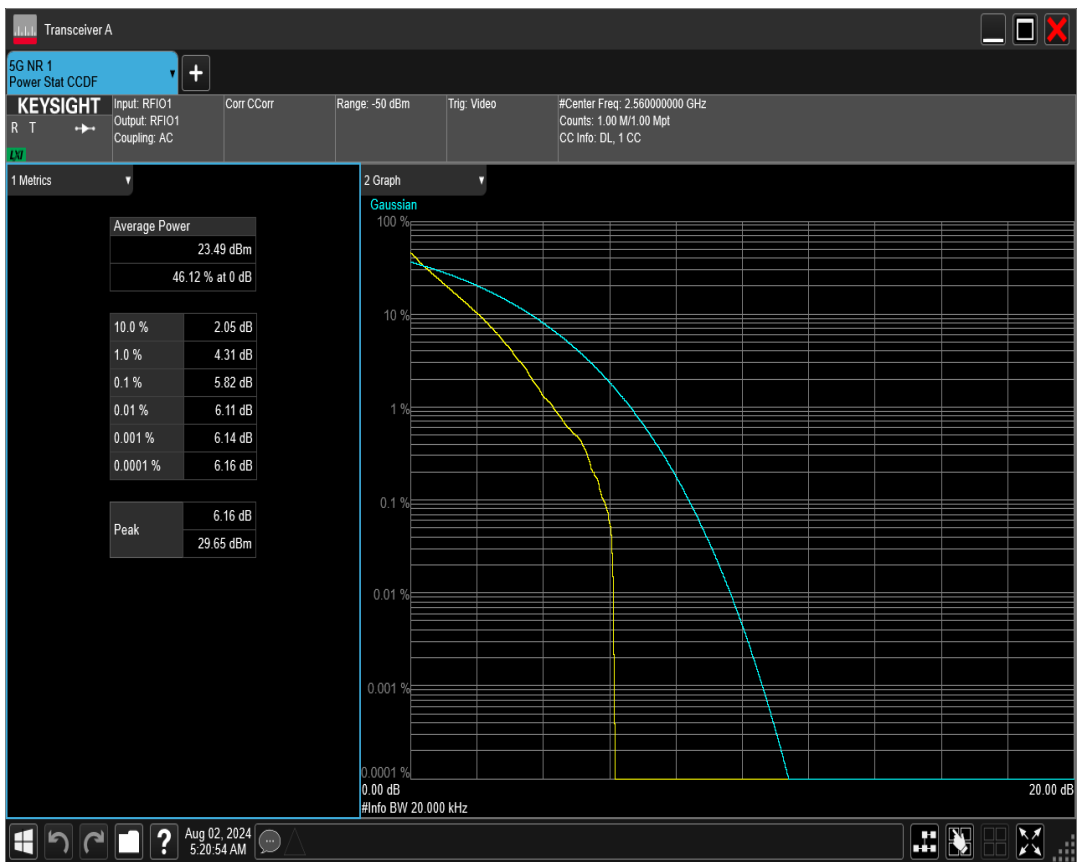 Transceiver A
5G NR 1
Power Stat CCDF
+
KEYSIGHT
R T
LXI
Input: RFIO1
Output: RFIO1
Coupling: AC
Corr CCorr
Range: -50 dBm
Trig: Video
#Center Freq: 2.560000000 GHz
Counts: 1.00 M/1.00 Mpt
CC Info: DL, 1 CC
1 Metrics
Average Power
23.49 dBm
46.12 % at 0 dB
10.0 % 2.05 dB
1.0 % 4.31 dB
0.1 % 5.82 dB
0.01 % 6.11 dB
0.001 % 6.14 dB
0.0001 % 6.16 dB
Peak
6.16 dB
29.65 dBm
2 Graph
Gaussian
100 %
10 %
1 %
0.1 %
0.01 %
0.001 %
0.0001 %
0.00 dB 20.00 dB
#Info BW 20.000 kHz
?
Aug 02, 2024
5:20:54 AM